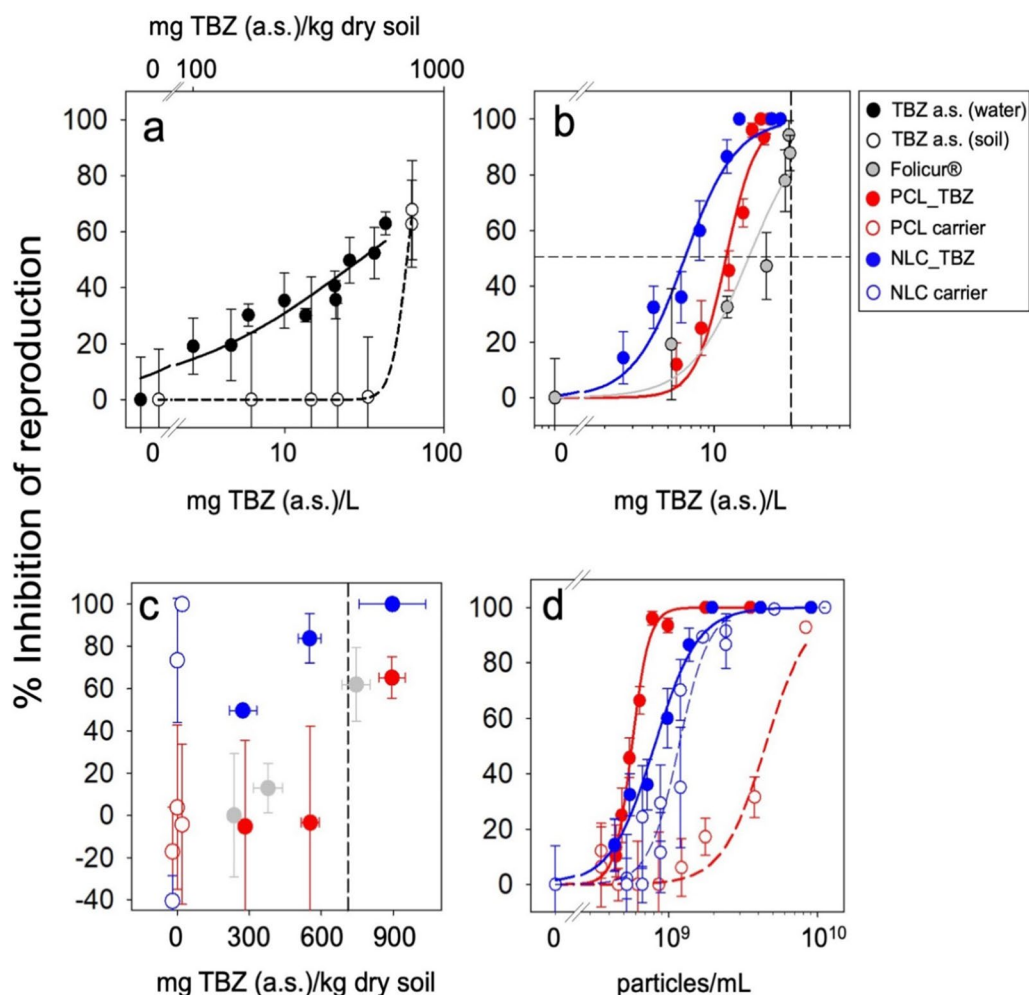 mg TBZ (a.s.)/kg dry soil
0 100 1000
% Inhibition of reproduction
a
100
80
60
40
20
0
0 10 100
mg TBZ (a.s.)/L
b
100
80
60
40
20
0
0 10
mg TBZ (a.s.)/L
TBZ a.s. (water)
TBZ a.s. (soil)
Folicur®
PCL_TBZ
PCL carrier
NLC_TBZ
NLC carrier
c
100
80
60
40
20
0
-20
-40
0 300 600 900
mg TBZ (a.s.)/kg dry soil
d
100
80
60
40
20
0
0 10⁹ 10¹⁰
particles/mL